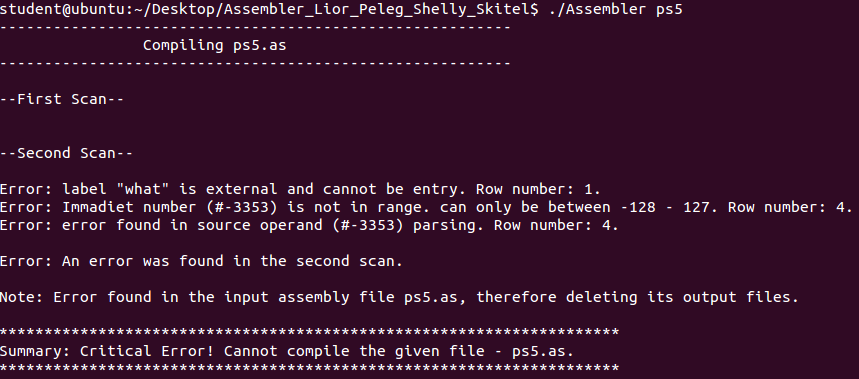 student@ubuntu:~/Desktop/Assembler_Lior_Peleg_Shelly_Skitel$ ./Assembler ps5
---------------------------------------------------------
Compiling ps5.as
---------------------------------------------------------
--First Scan--
--Second Scan--
Error: label "what" is external and cannot be entry. Row number: 1.
Error: Immadiet number (#-3353) is not in range. can only be between -128 - 127. Row number: 4.
Error: error found in source operand (#-3353) parsing. Row number: 4.
Error: An error was found in the second scan.
Note: Error found in the input assembly file ps5.as, therefore deleting its output files.
*********************************************************************
Summary: Critical Error! Cannot compile the given file - ps5.as.
*********************************************************************